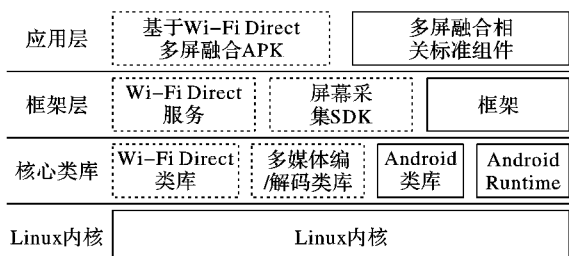 应用层
基于Wi-Fi Direct
多屏融合APK
多屏融合相
关标准组件
框架层
Wi-Fi Direct
服务
屏幕采
集SDK
框架
核心类库
Wi-Fi Direct
类库
多媒体编
/解码类库
Android
类库
Android
Runtime
Linux内核
Linux内核